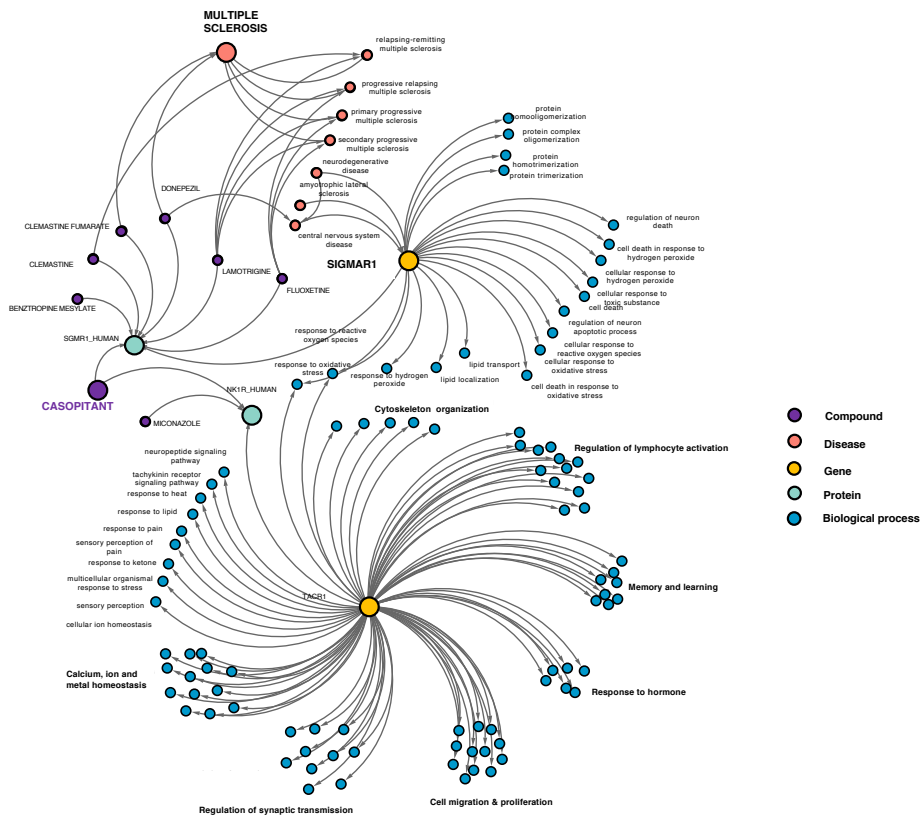 MULTIPLE
SCLEROSIS
relapsing-remitting
multiple sclerosis
progressive relapsing
multiple sclerosis
primary progressive
multiple sclerosis
secondary progressive
multiple sclerosis
neurodegenerative
disease
amyotrophic lateral
sclerosis
central nervous system
disease
protein
omooligomerization
protein complex
oligomerization
protein
homotrimerization
protein trimerization
DONEPEZIL
CLEMASTINE FUMARATE
CLEMASTINE
BENZTROPINE MESYLATE
LAMOTRIGINE
FLUOXETINE
SIGMAR1
SGMR1_HUMAN
CASOPITANT
NK1R_HUMAN
MICONAZOLE
regulation of neuron
death
cell death in response to
hydrogen peroxide
cellular response to
hydrogen peroxide
cellular response to
toxic substance
cell death
regulation of neuron
apoptotic process
cellular response to
reactive oxygen species
cellular response to
oxidative stress
cell death in response to
oxidative stress
lipid transport
lipid localization
response to hydrogen
peroxide
response to reactive
oxygen species
response to oxidative
stress
Compound
Disease
Gene
Protein
Biological process
Cytoskeleton organization
Regulation of lymphocyte activation
neuropeptide signaling
pathway
tachykinin receptor
signaling pathway
response to heat
response to lipid
response to pain
sensory perception of
pain
response to ketone
multicellular organismal
response to stress
sensory perception
cellular ion homeostasis
TACR1
Memory and learning
Calcium, ion and
metal homeostasis
Response to hormone
Regulation of synaptic transmission
Cell migration & proliferation